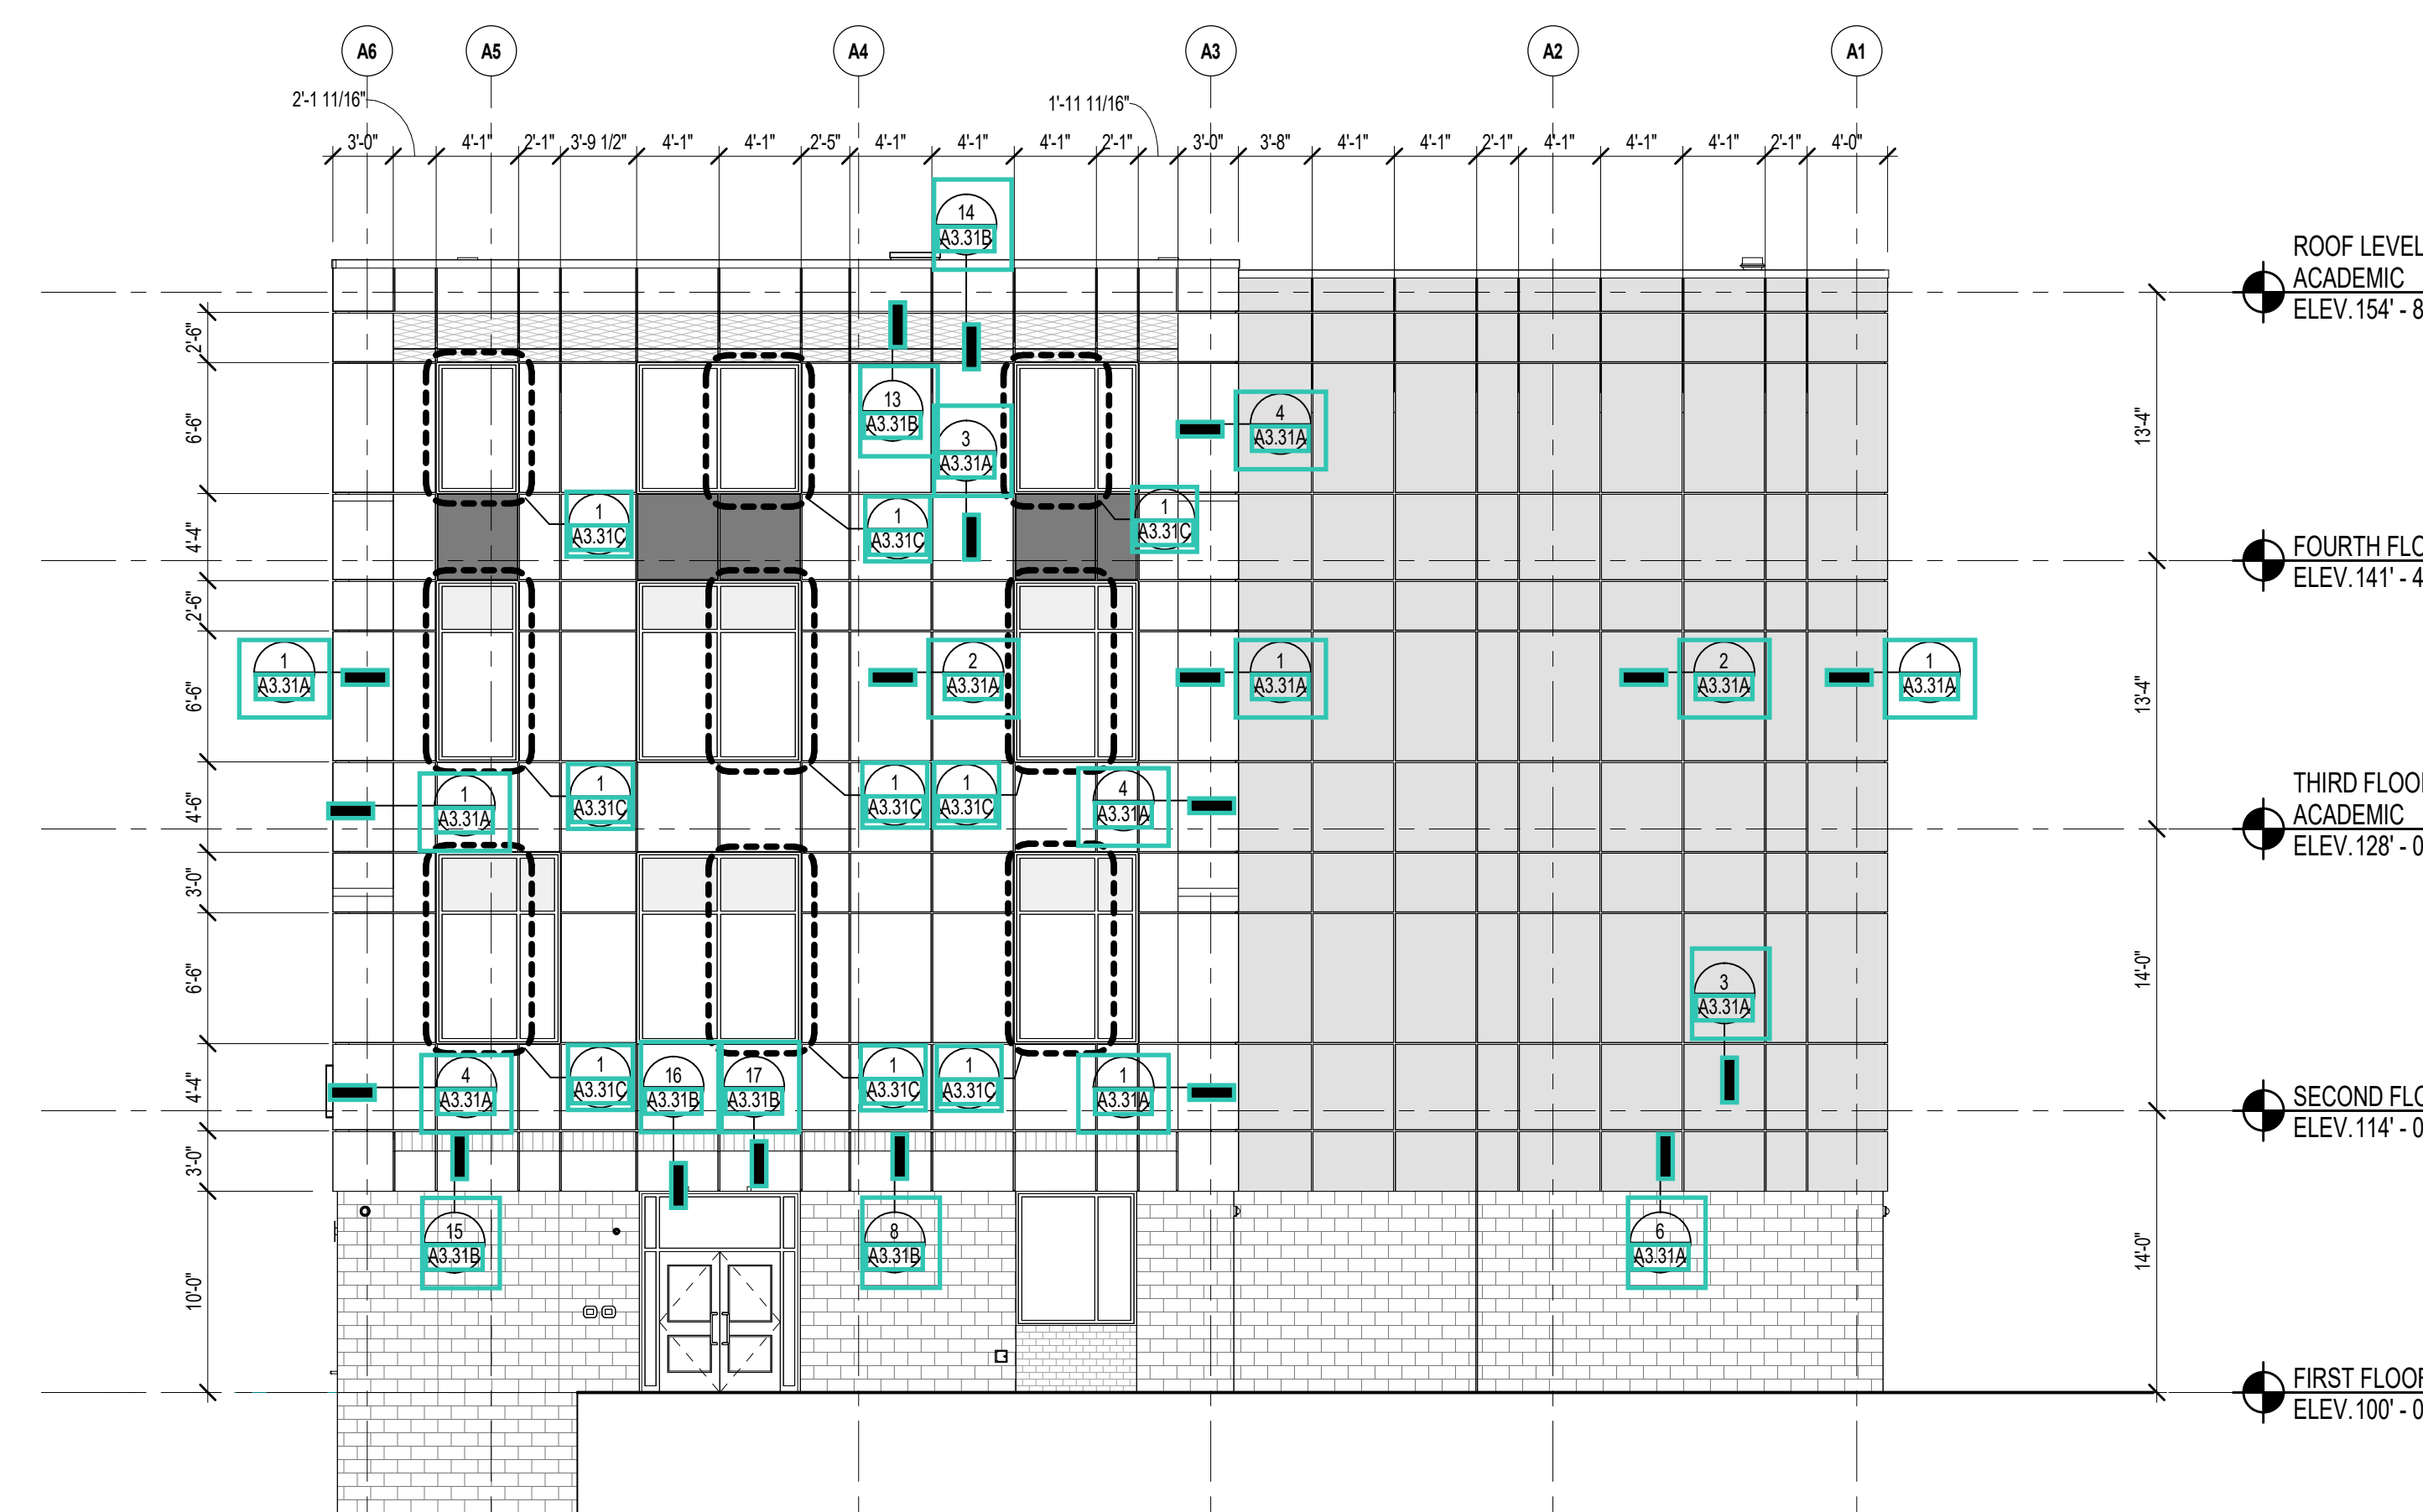 A6 A5 A4 A3 A2 A1
2'-1 11/16" 1'-11 11/16"
3'-0" 4'-1" 2'-1" 3'-9 1/2" 4'-1" 4'-1" 2'-5" 4'-1" 4'-1" 4'-1" 2'-1" 3'-0" 3'-8" 4'-1" 4'-1" 2'-1" 4'-1" 4'-1" 4'-1" 2'-1" 4'-0"
14
A3.31B
ROOF LEVEL
ACADEMIC
ELEV. 154' - 8
2'-6"
13
A3.31B
3
A3.31A
4
A3.31A
6'-6"
13'-4"
1
A3.31C
1
A3.31C
1
A3.31C
4'-4"
FOURTH FLO
ELEV. 141' - 4
2'-6"
1
A3.31A
2
A3.31A
1
A3.31A
2
A3.31A
1
A3.31A
6'-6"
13'-4"
1
A3.31A
1
A3.31C
1
A3.31C
1
A3.31C
4
A3.31A
4'-6"
THIRD FLOO
ACADEMIC
ELEV. 128' - 0
3'-0"
6'-6"
14'-0"
3
A3.31A
4
A3.31A
1
A3.31C
16
A3.31B
17
A3.31B
1
A3.31C
1
A3.31C
1
A3.31A
4'-4"
SECOND FLO
ELEV. 114' - 0
3'-0"
15
A3.31B
8
A3.31B
6
A3.31A
10'-0"
14'-0"
FIRST FLOO
ELEV. 100' - 0